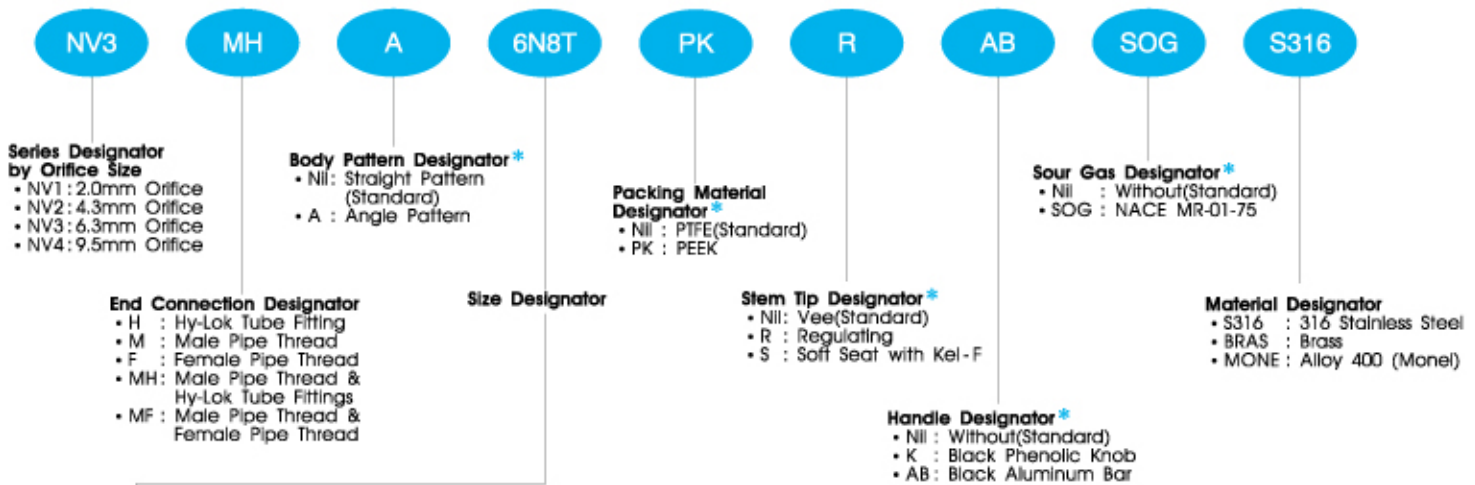 NV3 MH A 6N8T PK R AB SOG S316
Series Designator
by Orifice Size
• NV1 : 2.0mm Orifice
• NV2 : 4.3mm Orifice
• NV3 : 6.3mm Orifice
• NV4 : 9.5mm Orifice
End Connection Designator
• H : Hy-Lok Tube Fitting
• M : Male Pipe Thread
• F : Female Pipe Thread
• MH : Male Pipe Thread &
Hy-Lok Tube Fittings
• MF : Male Pipe Thread &
Female Pipe Thread
Body Pattern Designator *
• Nil : Straight Pattern
(Standard)
• A : Angle Pattern
Size Designator
Packing Material
Designator *
• Nil : PTFE(Standard)
• PK : PEEK
Stem Tip Designator *
• Nil : Vee(Standard)
• R : Regulating
• S : Soft Seat with Kel-F
Handle Designator *
• Nil : Without(Standard)
• K : Black Phenolic Knob
• AB : Black Aluminum Bar
Sour Gas Designator *
• Nil : Without(Standard)
• SOG : NACE MR-01-75
Material Designator
• S316 : 316 Stainless Steel
• BRAS : Brass
• MONE : Alloy 400 (Monel)